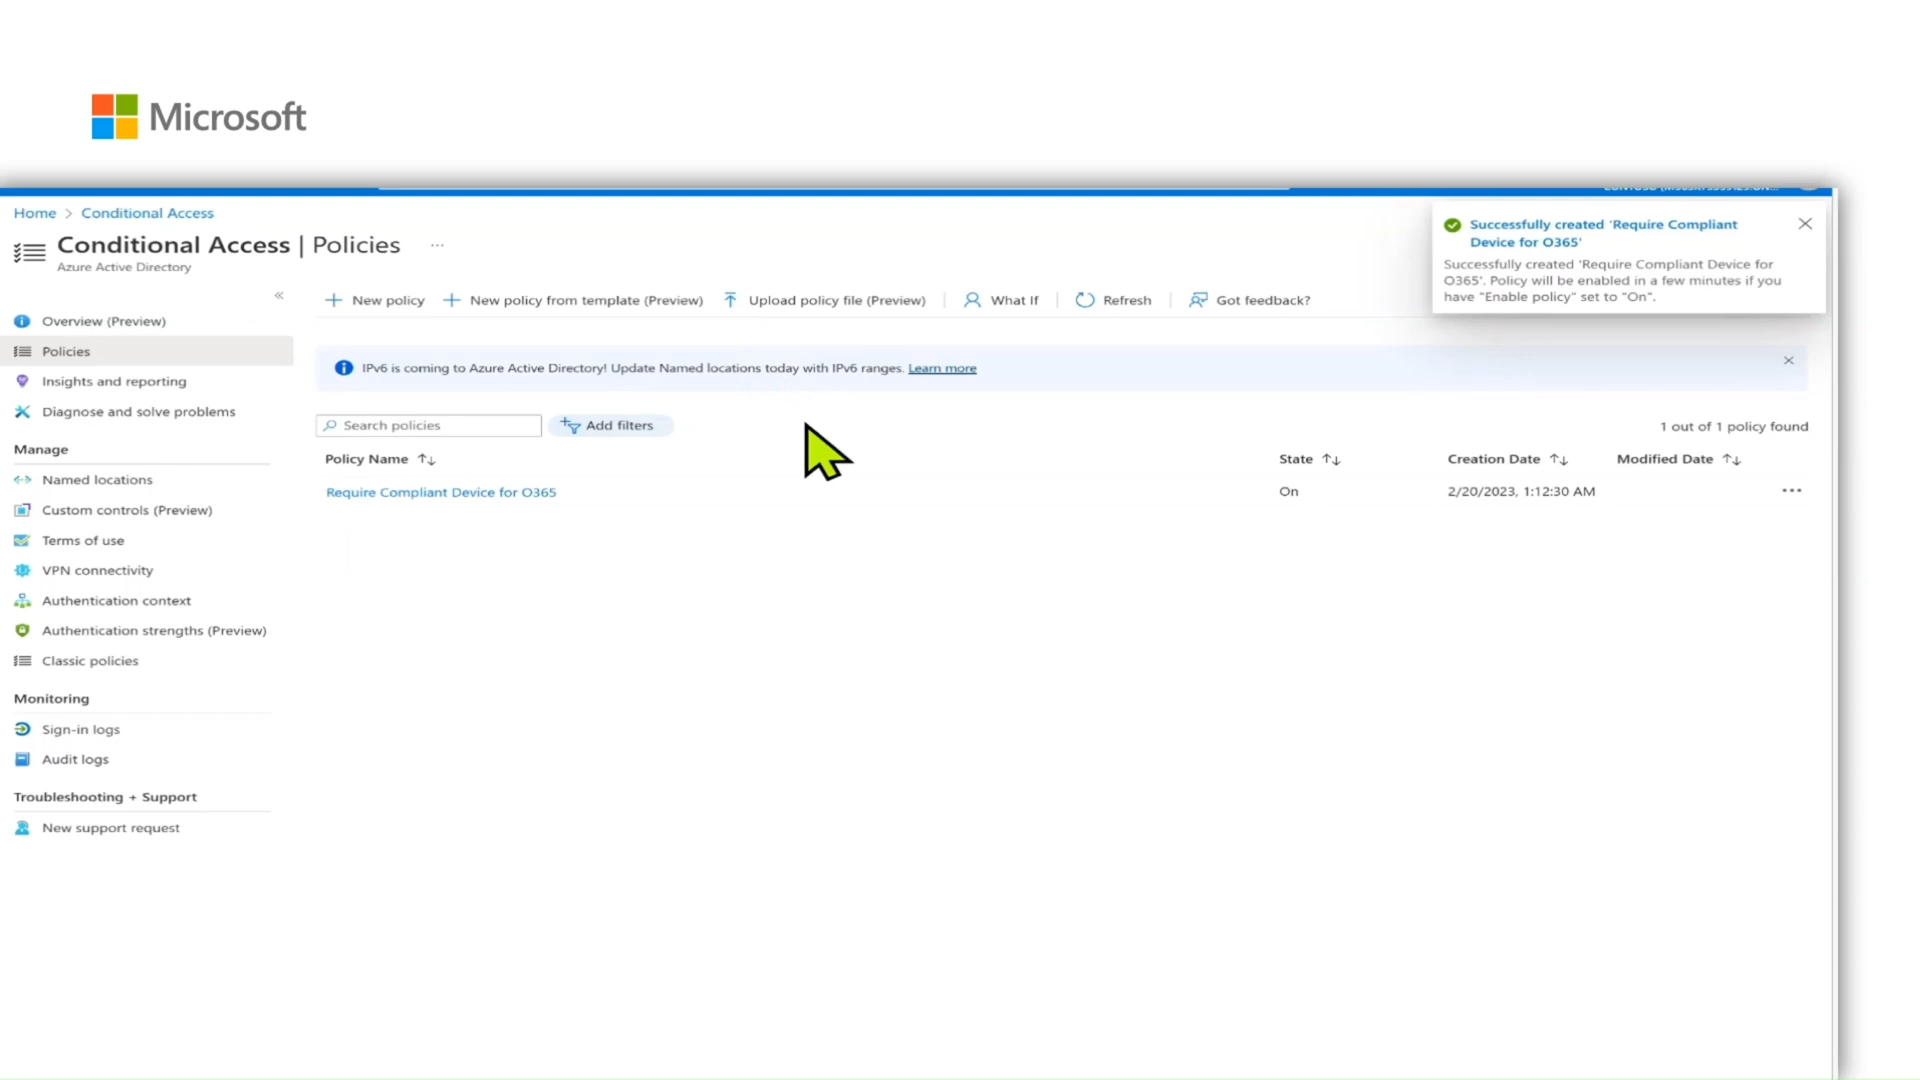 Microsoft
Home > Conditional Access
Conditional Access | Policies ...
Azure Active Directory
Successfully created 'Require Compliant
Device for O365'
Successfully created 'Require Compliant Device for
O365'. Policy will be enabled in a few minutes if you
have "Enable policy" set to "On".
New policy
New policy from template (Preview)
Upload policy file (Preview)
What If
Refresh
Got feedback?
Overview (Preview)
Policies
Insights and reporting
Diagnose and solve problems
Manage
Named locations
Custom controls (Preview)
Terms of use
VPN connectivity
Authentication context
Authentication strengths (Preview)
Classic policies
Monitoring
Sign-in logs
Audit logs
Troubleshooting + Support
New support request
IPv6 is coming to Azure Active Directory! Update Named locations today with IPv6 ranges. Learn more
Search policies
Add filters
1 out of 1 policy found
Policy Name
State
Creation Date
Modified Date
Require Compliant Device for O365
On
2/20/2023, 1:12:30 AM